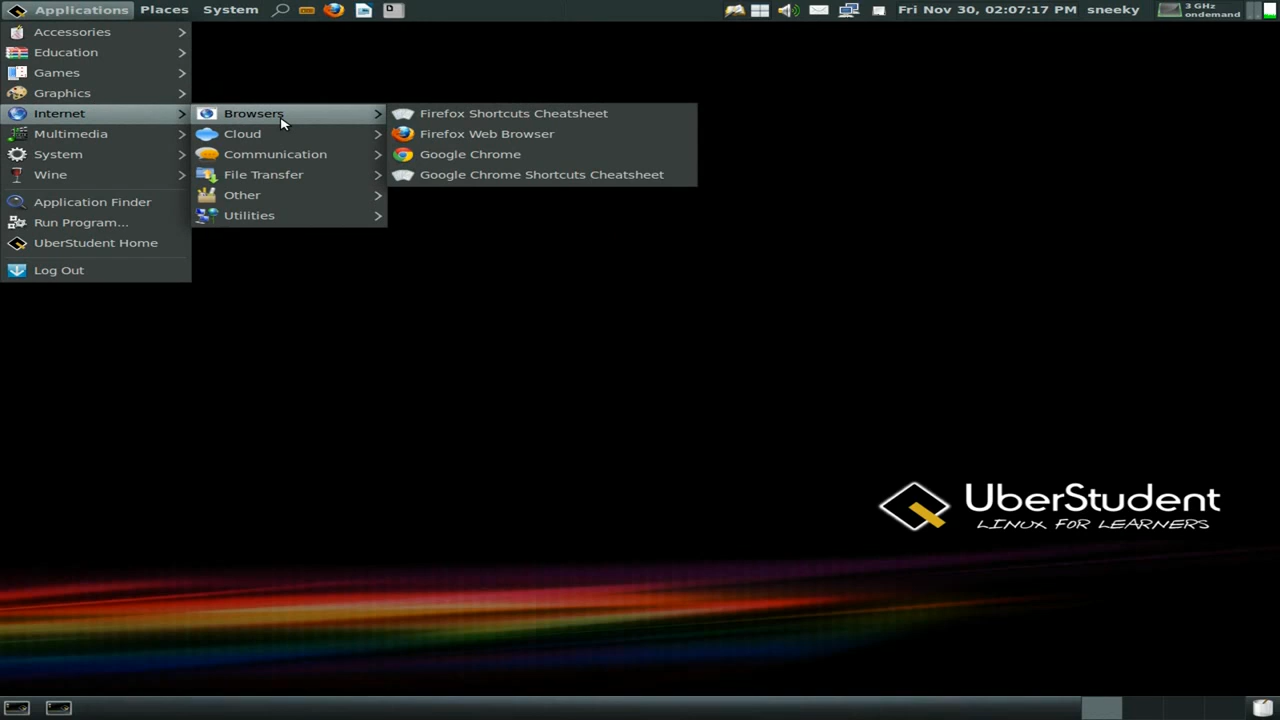 Applications Places System Fri Nov 30, 02:07:17 PM sneeky 3 GHz ondemand
Accessories
Education
Games
Graphics
Internet
Multimedia
System
Wine
Application Finder
Run Program...
UberStudent Home
Log Out
Browsers
Cloud
Communication
File Transfer
Other
Utilities
Firefox Shortcuts Cheatsheet
Firefox Web Browser
Google Chrome
Google Chrome Shortcuts Cheatsheet
UberStudent
LINUX FOR LEARNERS